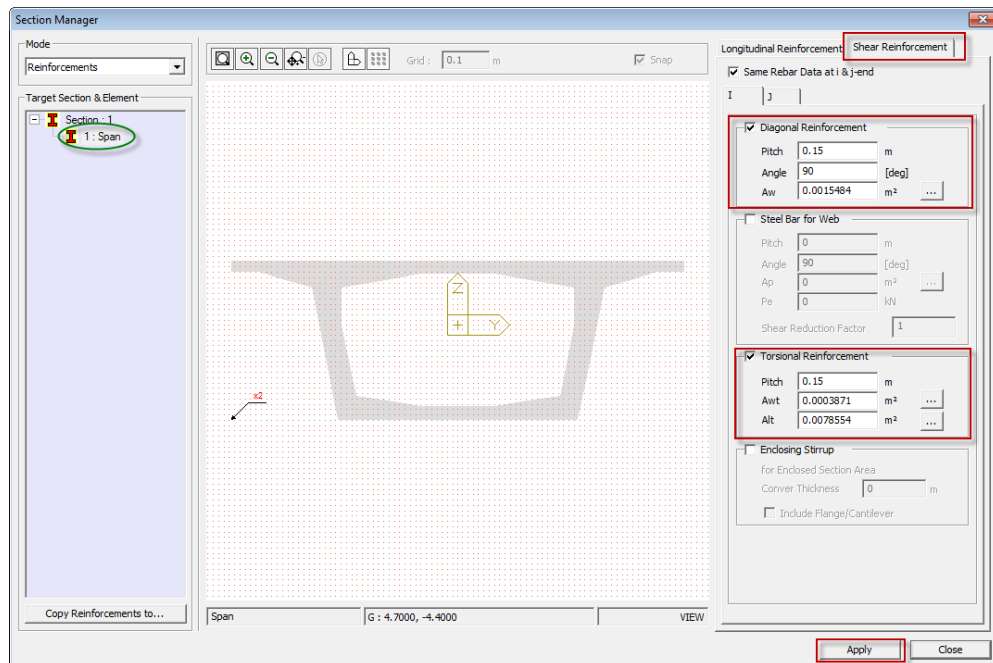 Section Manager
Mode
Reinforcements
Target Section & Element
Section : 1
1 : Span
Copy Reinforcements to...
Grid : 0.1 m
Snap
Z
Y
x2
Span
G : 4.7000, -4.4000
VIEW
Longitudinal Reinforcement
Shear Reinforcement
Same Rebar Data at i & j-end
I
J
Diagonal Reinforcement
Pitch 0.15 m
Angle 90 [deg]
Aw 0.0015484 m² ...
Steel Bar for Web
Pitch 0 m
Angle 90 [deg]
Ap 0 m² ...
Pe 0 kN
Shear Reduction Factor 1
Torsional Reinforcement
Pitch 0.15 m
Awt 0.0003871 m² ...
Alt 0.0078554 m² ...
Enclosing Stirrup
for Enclosed Section Area
Conver Thickness 0 m
Include Flange/Cantilever
Apply
Close